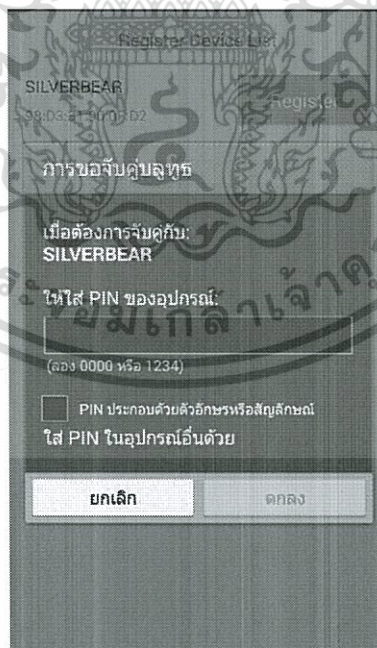 Register Device List
SILVERBEAR
Register
การขอจับคู่บลูทูธ
เมื่อต้องการจับคู่กับ:
SILVERBEAR
ให้ใส่ PIN ของอุปกรณ์:
(ลอง 0000 หรือ 1234)
PIN ประกอบด้วยตัวอักษรหรือสัญลักษณ์
ใส่ PIN ในอุปกรณ์อื่นด้วย
ยกเลิก
ตกลง